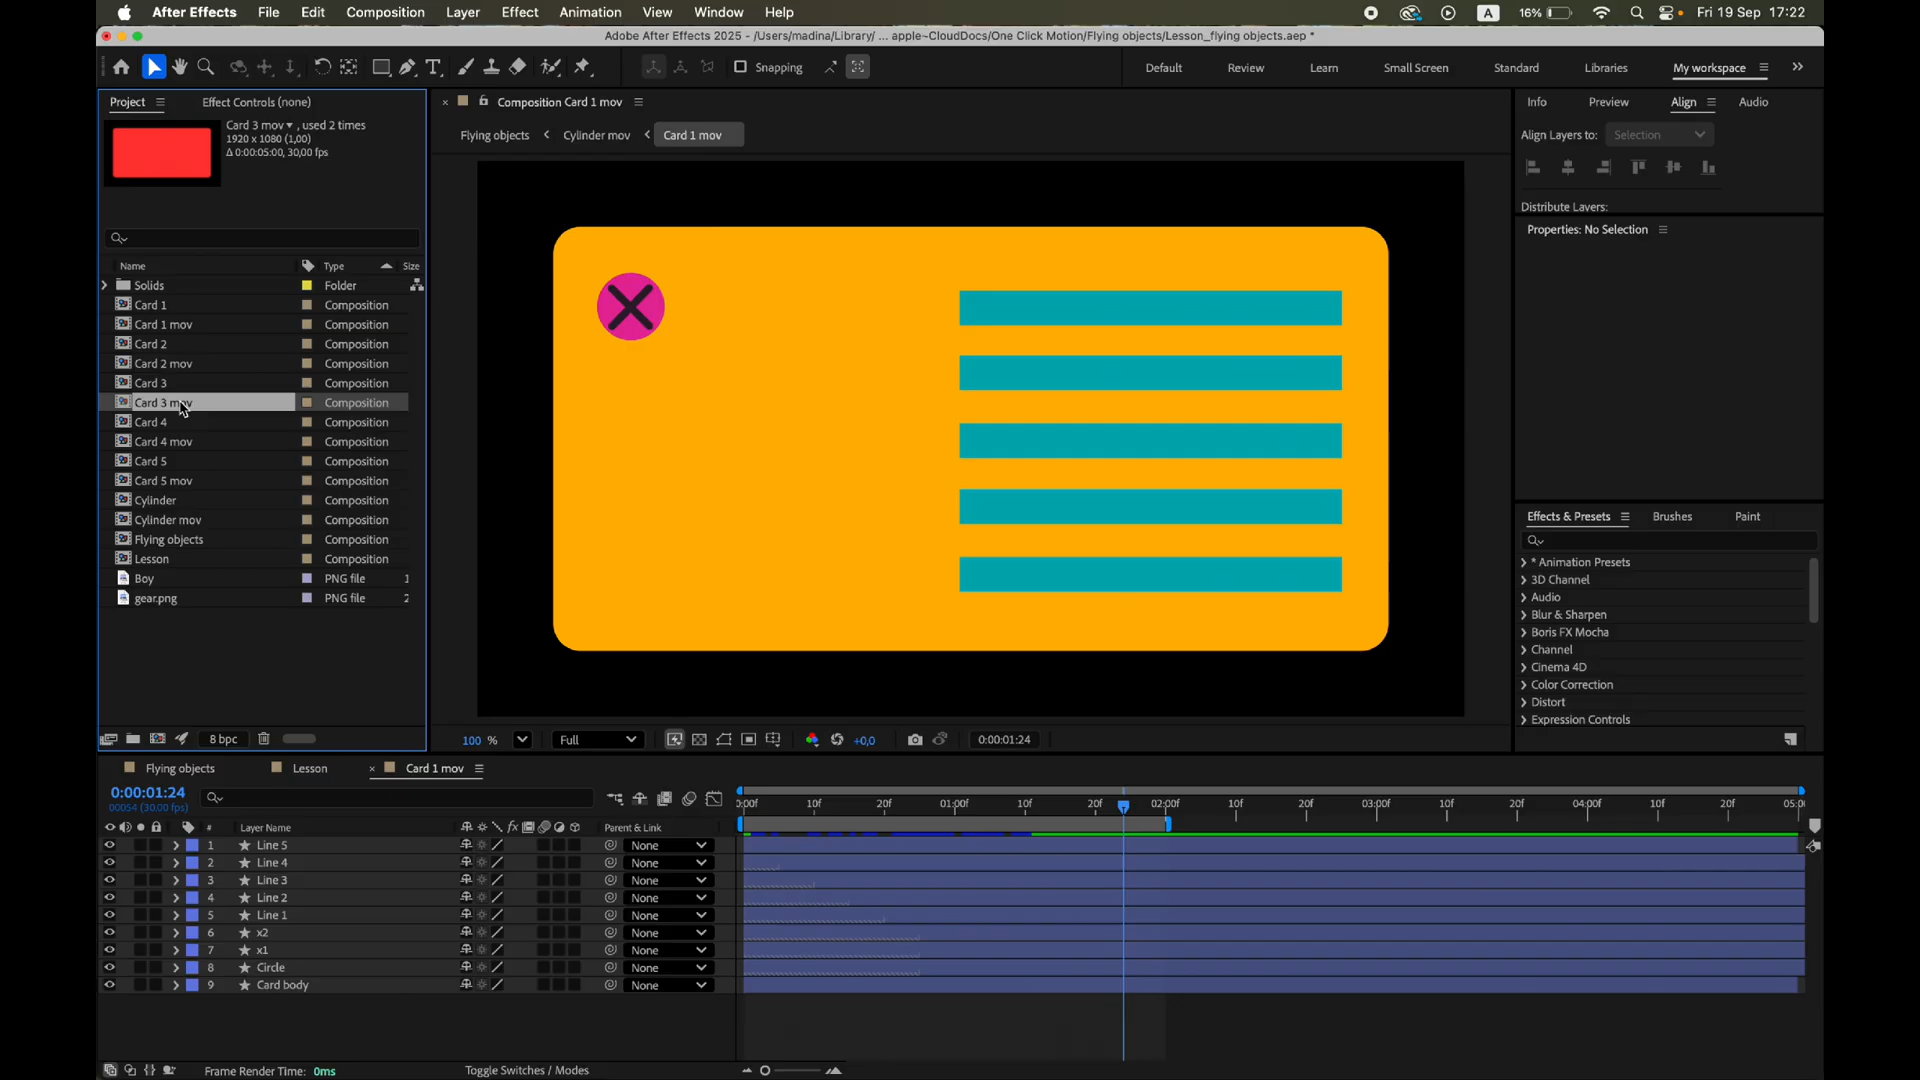 After Effects File Edit Composition Layer Effect Animation View Window Help
A 16% Fri 19 Sep 17:22
Adobe After Effects 2025 - /Users/madina/Library/ ... apple~CloudDocs/One Click Motion/Flying objects/Lesson_flying objects.aep *
Snapping
Default Review Learn Small Screen Standard Libraries My workspace
Project Effect Controls (none)
Composition Card 1 mov
Info Preview Align Audio
Card 3 mov , used 2 times
1920 x 1080 (1,00)
Δ 0:00:05:00, 30,00 fps
Flying objects Cylinder mov Card 1 mov
Align Layers to: Selection
Distribute Layers:
Properties: No Selection
Name Type Size
Solids Folder
Card 1 Composition
Card 1 mov Composition
Card 2 Composition
Card 2 mov Composition
Card 3 Composition
Card 3 mov Composition
Card 4 Composition
Card 4 mov Composition
Card 5 Composition
Card 5 mov Composition
Cylinder Composition
Cylinder mov Composition
Flying objects Composition
Lesson Composition
Boy PNG file 1
gear.png PNG file 2
Effects & Presets Brushes Paint
* Animation Presets
3D Channel
Audio
Blur & Sharpen
Boris FX Mocha
Channel
Cinema 4D
Color Correction
Distort
Expression Controls
8 bpc
100 % Full +0,0 0:00:01:24
Flying objects Lesson Card 1 mov
0:00:01:24
00054 (30.00 fps)
0:00f 10f 20f 01:00f 10f 20f 02:00f 10f 20f 03:00f 10f 20f 04:00f 10f 20f 05:0
# Layer Name fx Parent & Link
1 Line 5 None
2 Line 4 None
3 Line 3 None
4 Line 2 None
5 Line 1 None
6 x2 None
7 x1 None
8 Circle None
9 Card body None
Frame Render Time: 0ms Toggle Switches / Modes